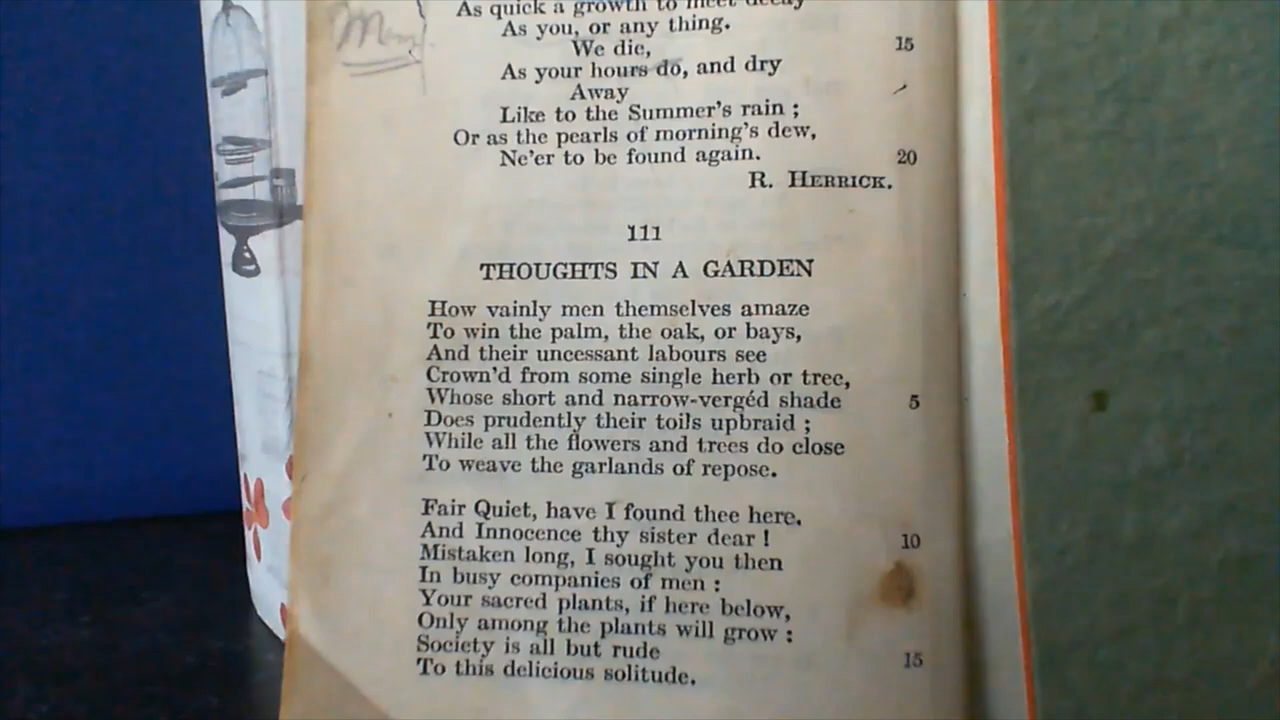 As quick a growth to meet decay
As you, or any thing.
We die, 15
As your hours do, and dry
Away
Like to the Summer's rain ;
Or as the pearls of morning's dew,
Ne'er to be found again. 20
R. HERRICK.
111
THOUGHTS IN A GARDEN
How vainly men themselves amaze
To win the palm, the oak, or bays,
And their uncessant labours see
Crown'd from some single herb or tree,
Whose short and narrow-vergéd shade 5
Does prudently their toils upbraid ;
While all the flowers and trees do close
To weave the garlands of repose.
Fair Quiet, have I found thee here,
And Innocence thy sister dear ! 10
Mistaken long, I sought you then
In busy companies of men :
Your sacred plants, if here below,
Only among the plants will grow :
Society is all but rude 15
To this delicious solitude.